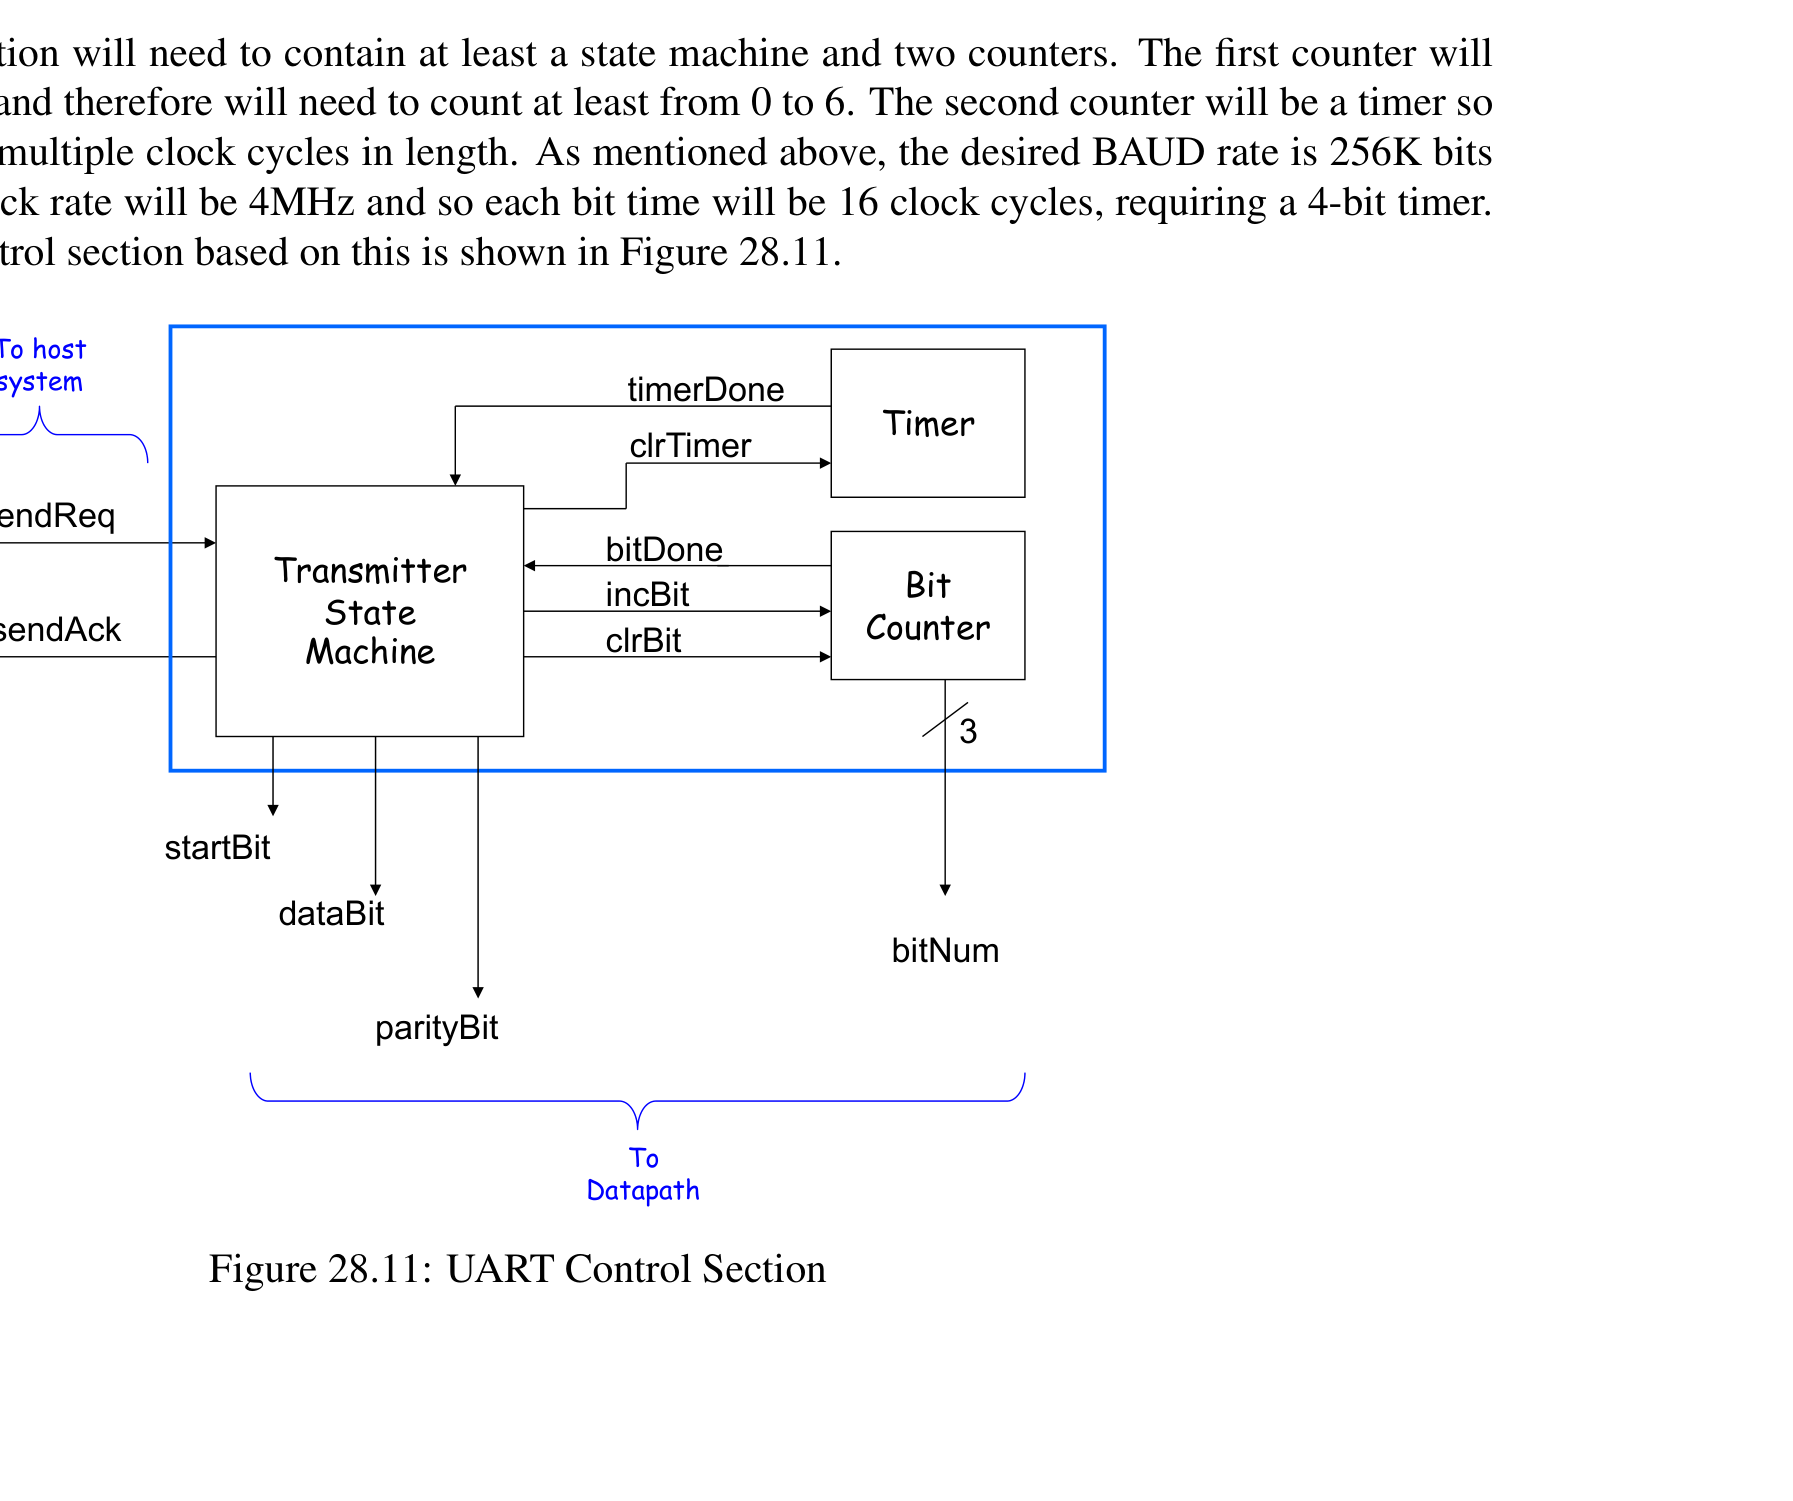 tion will need to contain at least a state machine and two counters. The first counter will
and therefore will need to count at least from 0 to 6. The second counter will be a timer so
multiple clock cycles in length. As mentioned above, the desired BAUD rate is 256K bits
ck rate will be 4MHz and so each bit time will be 16 clock cycles, requiring a 4-bit timer.
trol section based on this is shown in Figure 28.11.
To host
system
timerDone
Timer
clrTimer
endReq
bitDone
Transmitter
State
Machine
incBit
Bit
Counter
sendAck
clrBit
3
startBit
dataBit
bitNum
parityBit
To
Datapath
Figure 28.11: UART Control Section